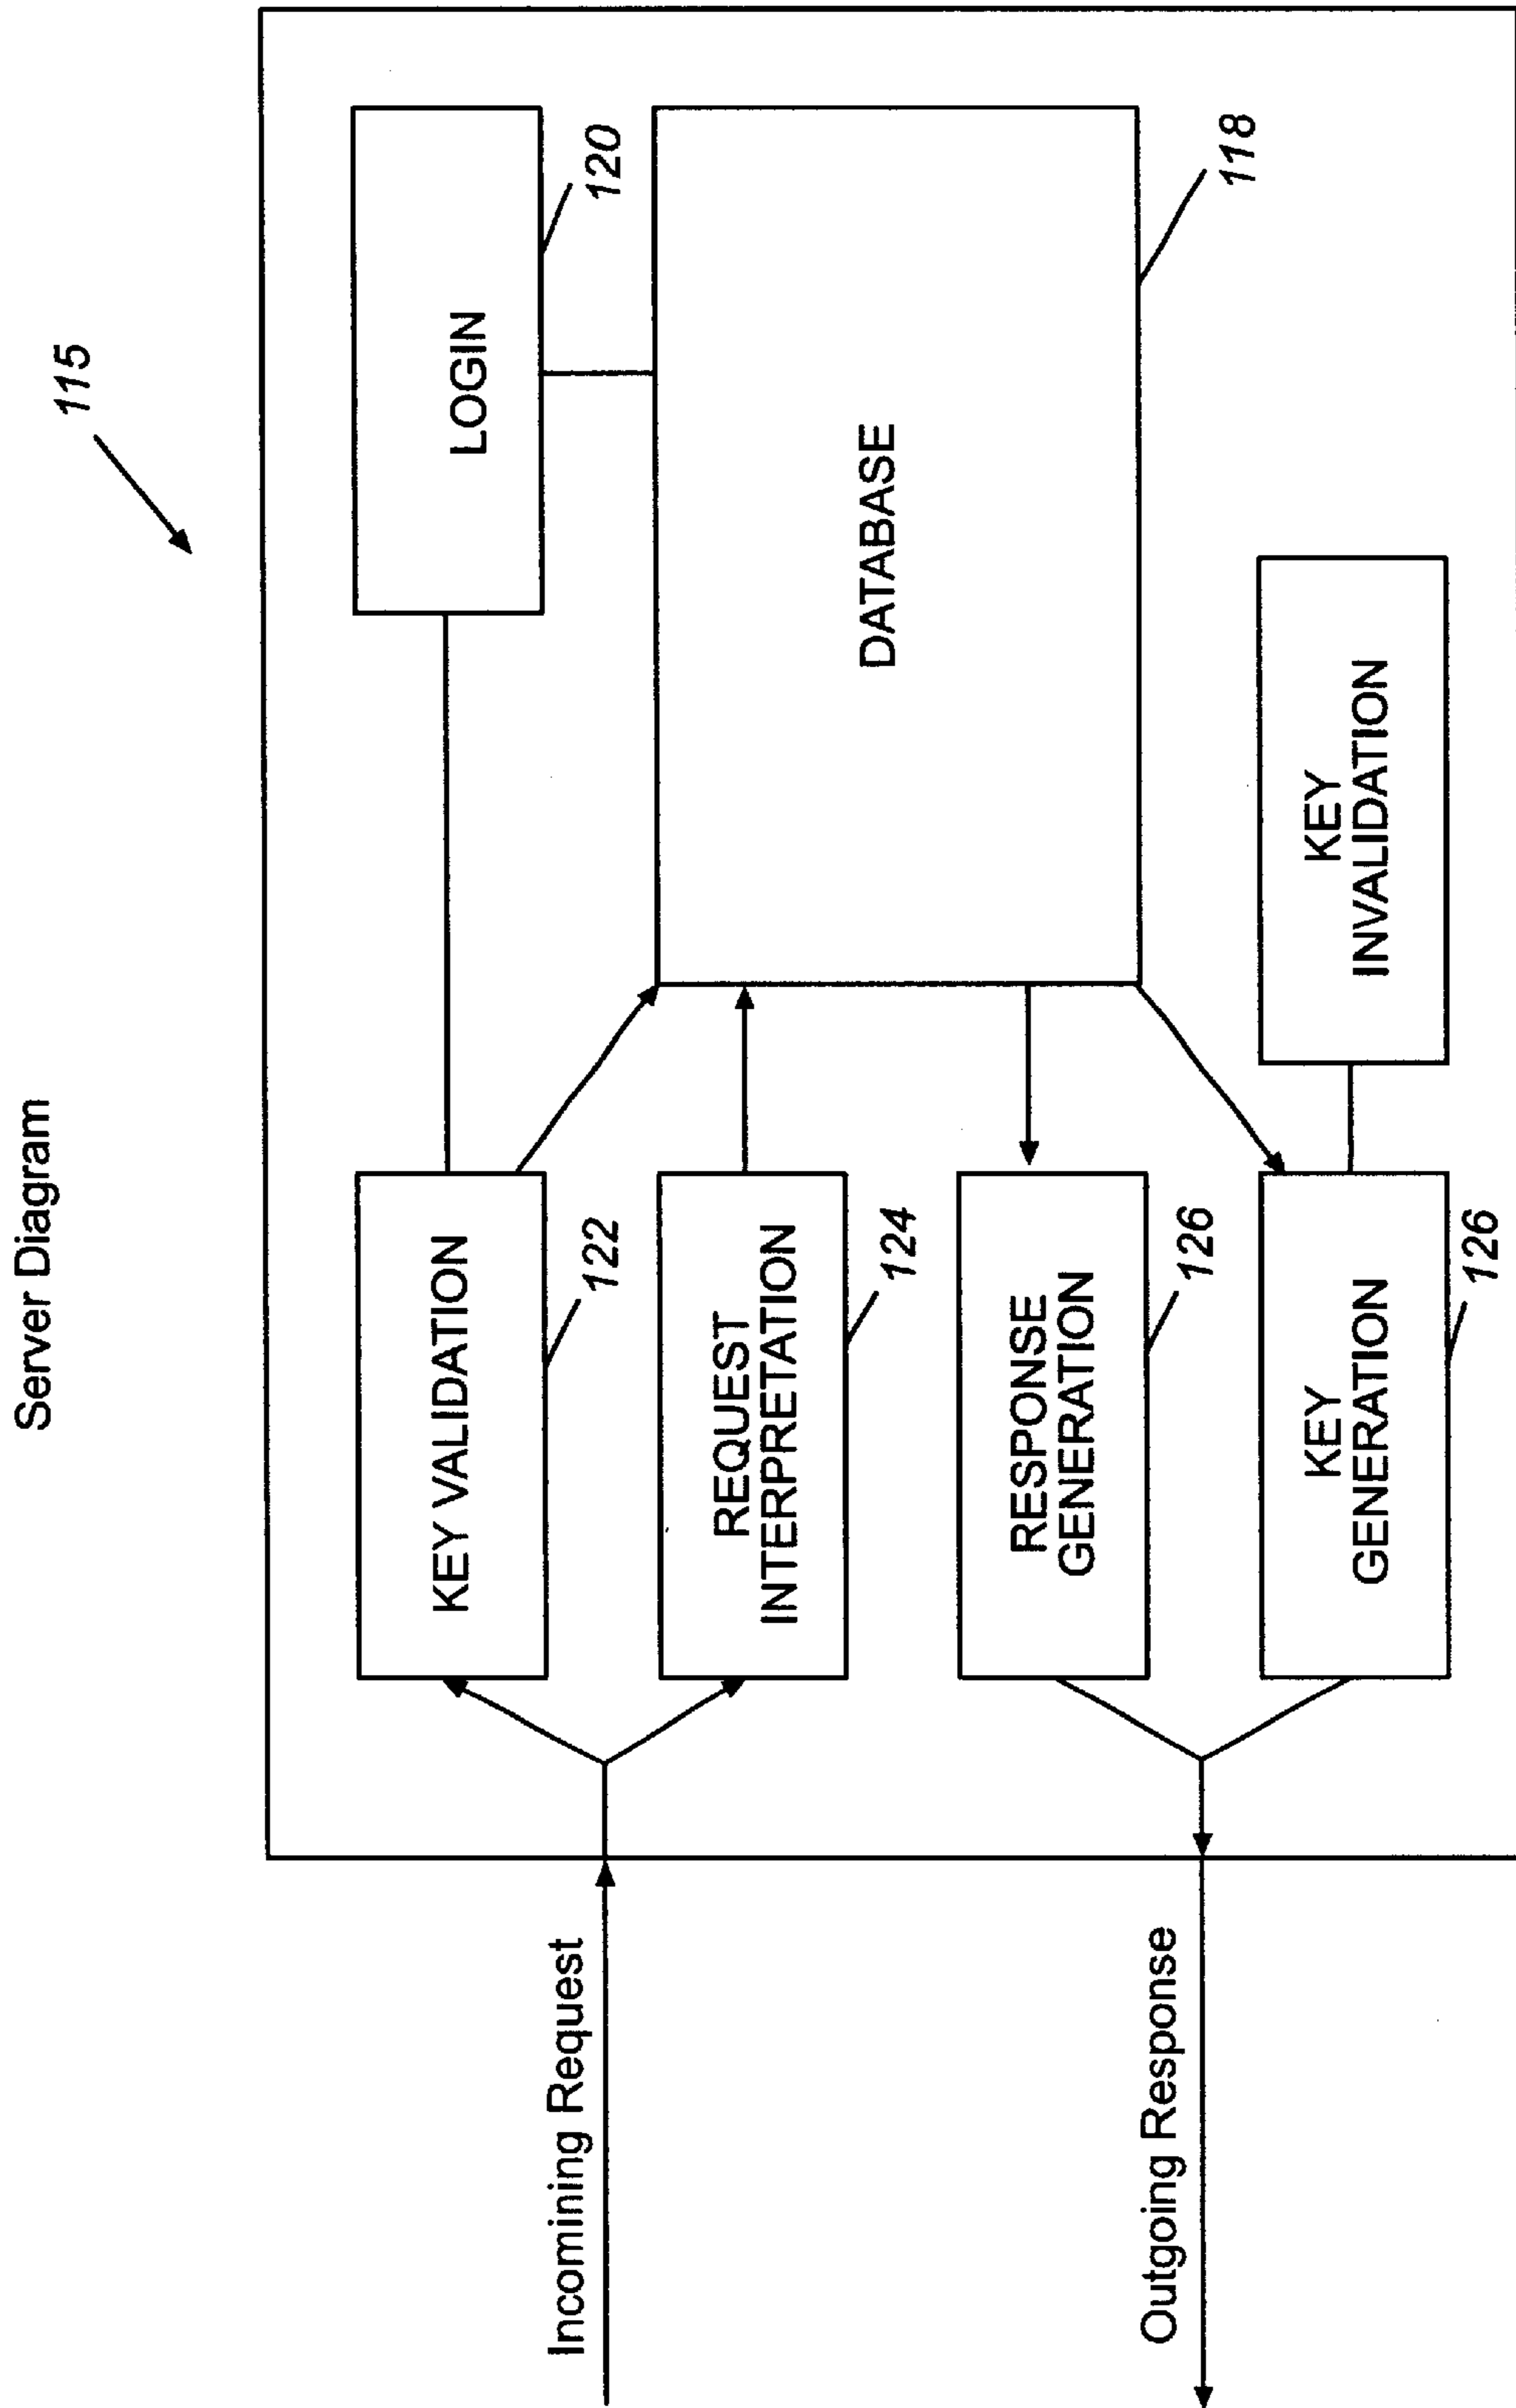 Server Diagram
115
Incomining Request
Outgoing Response
KEY VALIDATION
122
LOGIN
120
REQUEST
INTERPRETATION
124
DATABASE
118
RESPONSE
GENERATION
126
KEY
GENERATION
126
KEY
INVALIDATION